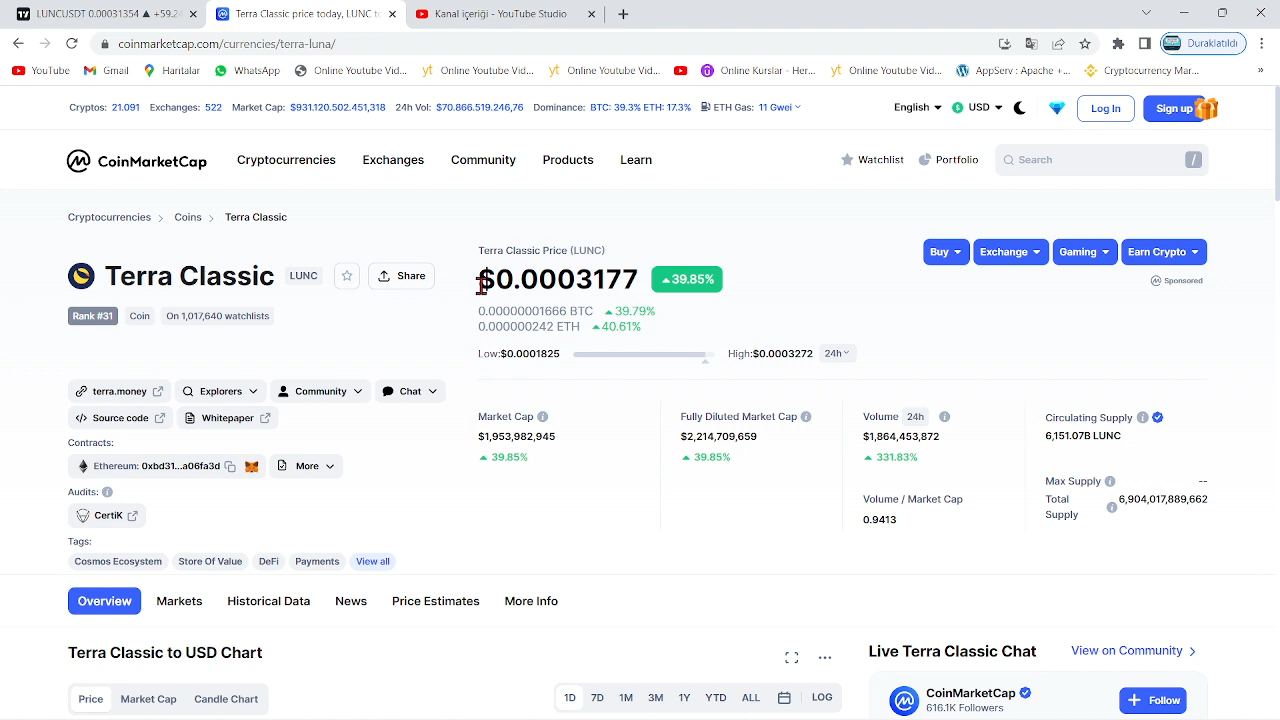 LUNCUSDT 0.00031354 ▲ +59.2
Terra Classic price today, LUNC to
Kanal içeriği - YouTube Studio
coinmarketcap.com/currencies/terra-luna/
Duraklatıldı
YouTube
Gmail
Haritalar
WhatsApp
Online Youtube Vid...
Online Youtube Vid...
Online Youtube Vid...
Online Kurslar - Her...
Online Youtube Vid...
AppServ : Apache +...
Cryptocurrency Mar...
»
Cryptos: 21.091 Exchanges: 522 Market Cap: $931.120.502.451,318 24h Vol: $70.866.519.246,76 Dominance: BTC: 39.3% ETH: 17.3% ETH Gas: 11 Gwei
English
USD
Log In
Sign up
CoinMarketCap
Cryptocurrencies
Exchanges
Community
Products
Learn
Watchlist
Portfolio
Search
/
Cryptocurrencies > Coins > Terra Classic
Terra Classic
LUNC
Share
Rank #31
Coin
On 1,017,640 watchlists
Terra Classic Price (LUNC)
$0.0003177
▲39.85%
0.00000001666 BTC ▲39.79%
0.000000242 ETH ▲40.61%
Low:$0.0001825
High:$0.0003272
24h
Buy
Exchange
Gaming
Earn Crypto
Sponsored
terra.money
Explorers
Community
Chat
Source code
Whitepaper
Contracts:
Ethereum: 0xbd31...a06fa3d
More
Audits:
CertiK
Tags:
Cosmos Ecosystem
Store Of Value
DeFi
Payments
View all
Market Cap
$1,953,982,945
▲ 39.85%
Fully Diluted Market Cap
$2,214,709,659
▲ 39.85%
Volume 24h
$1,864,453,872
▲ 331.83%
Volume / Market Cap
0.9413
Circulating Supply
6,151.07B LUNC
Max Supply --
Total Supply 6,904,017,889,662
Overview
Markets
Historical Data
News
Price Estimates
More Info
Terra Classic to USD Chart
Price
Market Cap
Candle Chart
1D
7D
1M
3M
1Y
YTD
ALL
LOG
Live Terra Classic Chat
View on Community >
CoinMarketCap
616.1K Followers
+ Follow